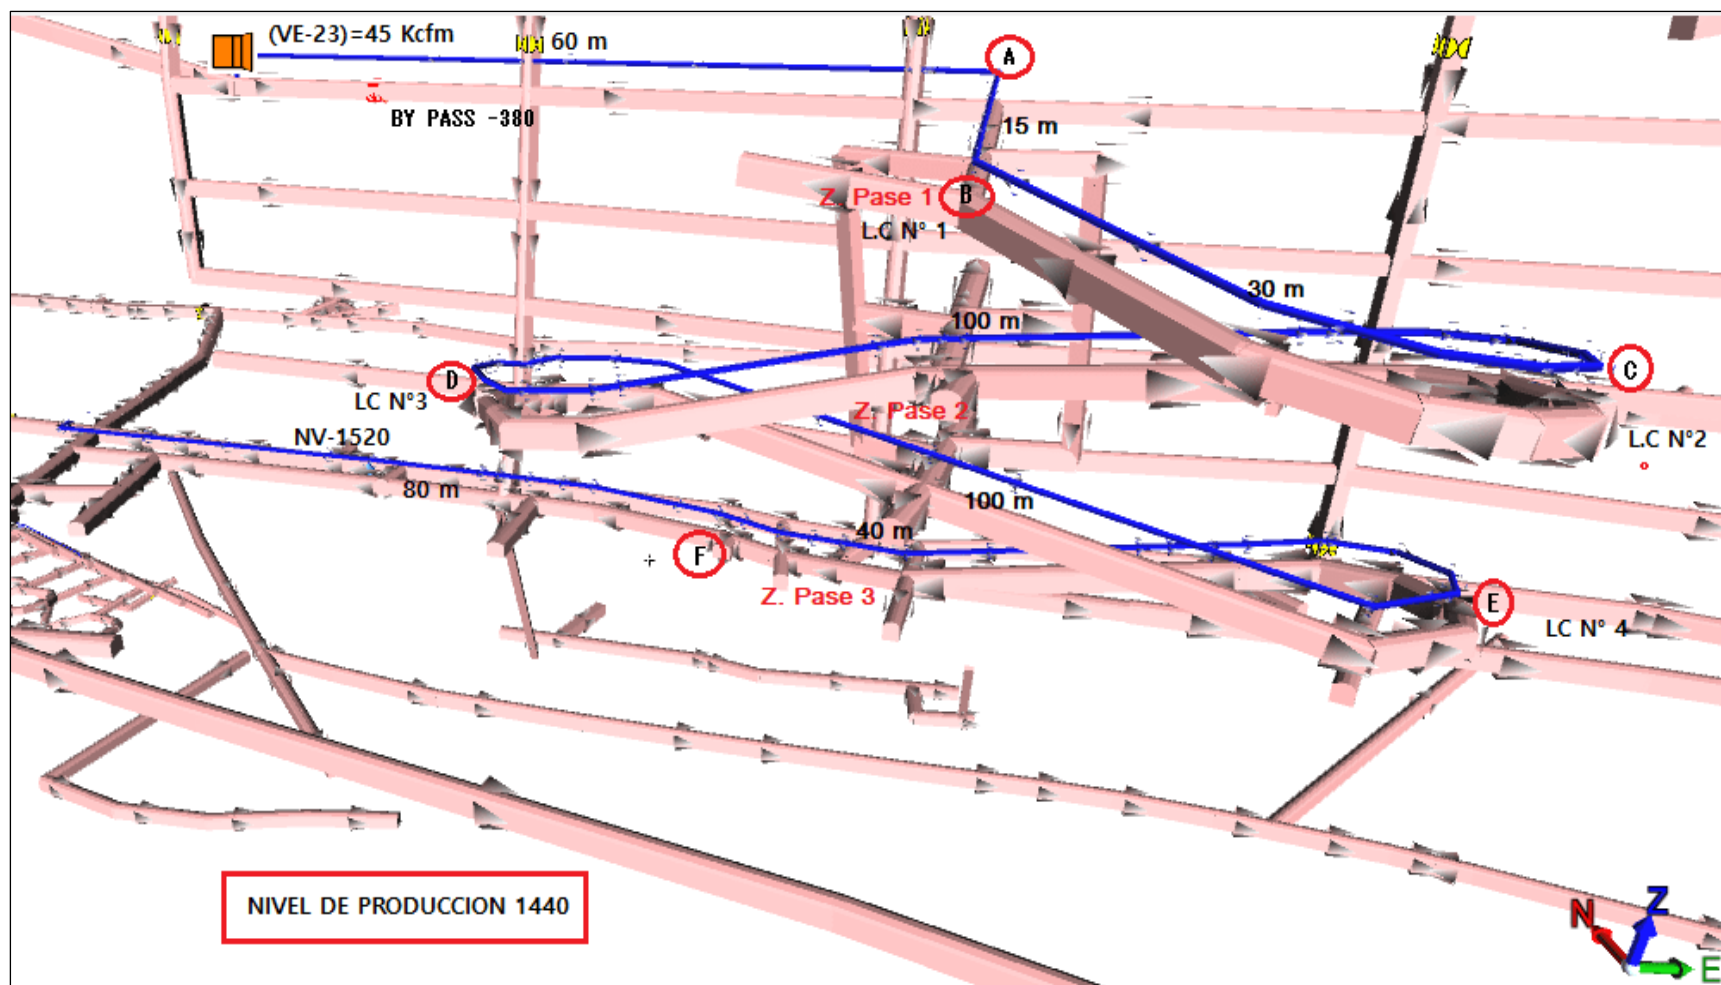 (VE-23)=45 Kcfm
60 m
A
BY PASS -380
15 m
Z. Pase 1
B
L.C N° 1
30 m
100 m
C
D
LC N°3
Z. Pase 2
L.C N°2
NV-1520
80 m
100 m
40 m
F
Z. Pase 3
E
LC N° 4
NIVEL DE PRODUCCION 1440
N
Z
E